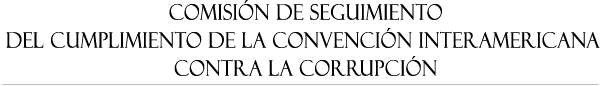 COMISIÓN DE SEGUIMIENTO
DEL CUMPLIMIENTO DE LA CONVENCIÓN INTERAMERICANA
CONTRA LA CORRUPCIÓN